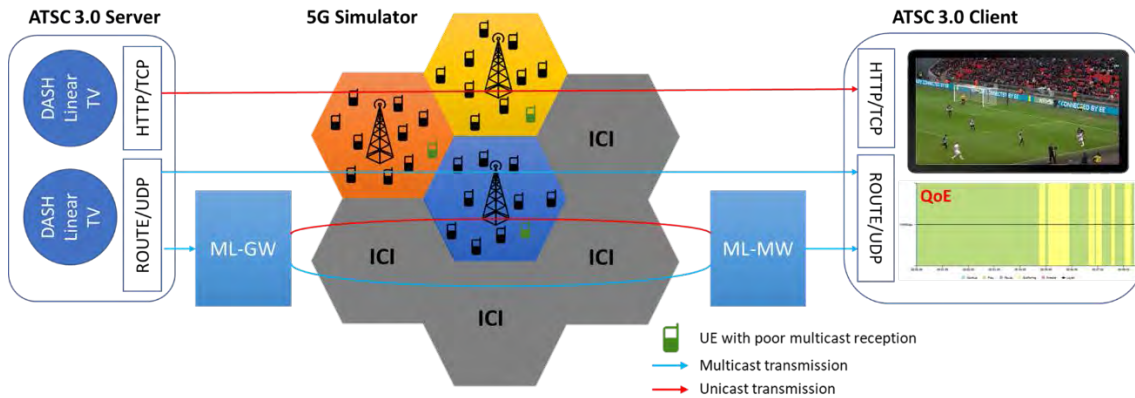 ATSC 3.0 Server
5G Simulator
ATSC 3.0 Client
DASH
Linear
TV
HTTP/TCP
DASH
Linear
TV
ROUTE/UDP
ML-GW
ICI
ICI
ICI
ICI
ML-MW
HTTP/TCP
ROUTE/UDP
QoE
UE with poor multicast reception
Multicast transmission
Unicast transmission